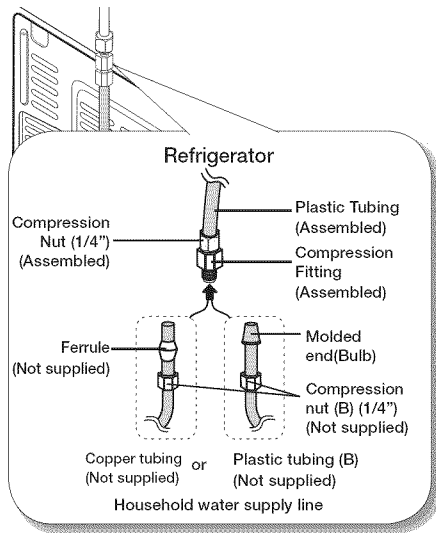 Refrigerator
Compression
Nut (1/4”)
(Assembled)
Plastic Tubing
(Assembled)
Compression
Fitting
(Assembled)
Ferrule
(Not supplied)
Molded
end(Bulb)
Compression
nut (B) (1/4”)
(Not supplied)
Copper tubing
(Not supplied)
or
Plastic tubing (B)
(Not supplied)
Household water supply line